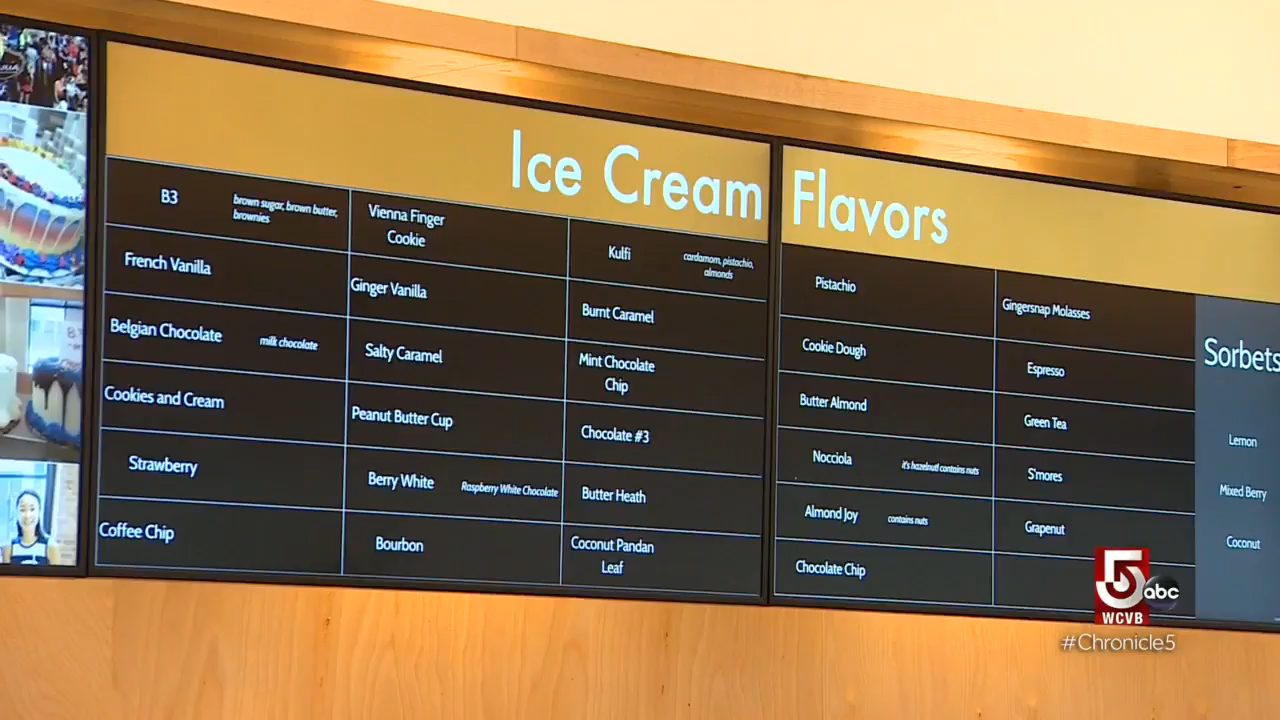 Ice Cream Flavors
B3
brown sugar, brown butter,
brownies
French Vanilla
Belgian Chocolate
milk chocolate
Cookies and Cream
Strawberry
Coffee Chip
Vienna Finger
Cookie
Ginger Vanilla
Salty Caramel
Peanut Butter Cup
Berry White
Raspberry White Chocolate
Bourbon
Kulfi
cardamom, pistachio,
almonds
Burnt Caramel
Mint Chocolate
Chip
Chocolate #3
Butter Heath
Coconut Pandan
Leaf
Pistachio
Cookie Dough
Butter Almond
Nocciola
it's hazelnut! contains nuts
Almond Joy
contains nuts
Chocolate Chip
Gingersnap Molasses
Espresso
Green Tea
S'mores
Grapenut
Sorbets
Lemon
Mixed Berry
Coconut
5 abc
WCVB
#Chronicle5